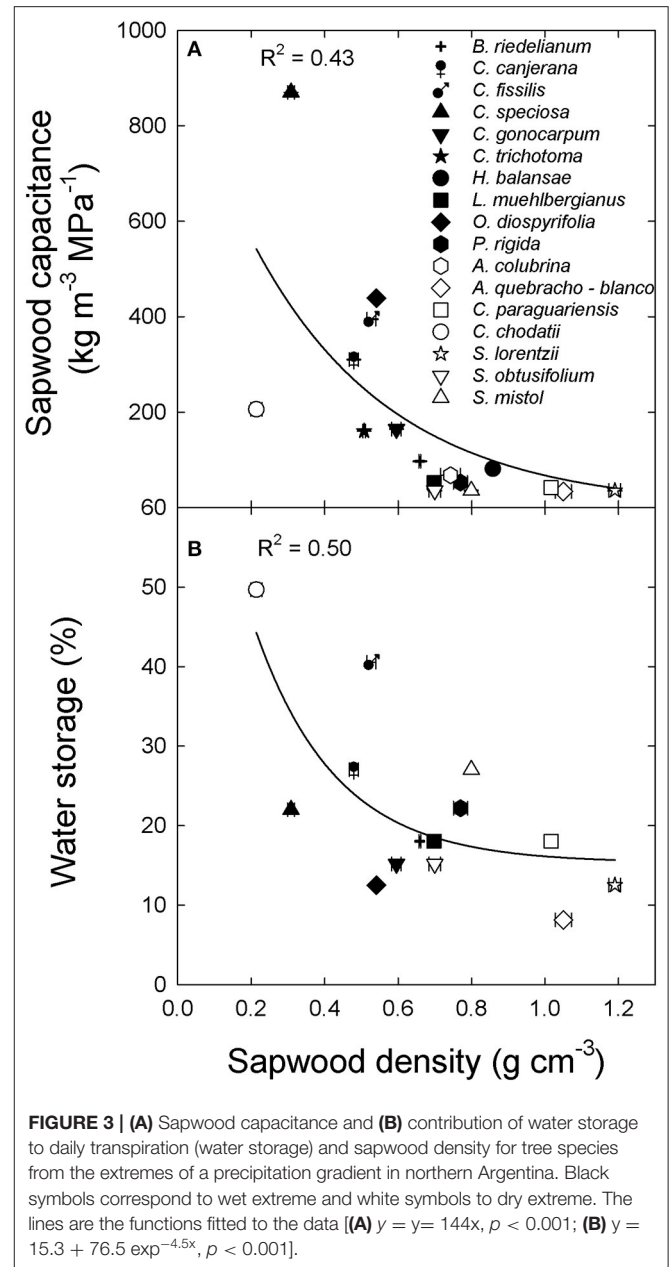 A
R² = 0.43
1000
800
600
400
200
60
Sapwood capacitance
(kg m⁻³ MPa⁻¹)
B. riedelianum
C. canjerana
C. fissilis
C. speciosa
C. gonocarpum
C. trichotoma
H. balansae
L. muehlbergianus
O. diospyrifolia
P. rigida
A. colubrina
A. quebracho - blanco
C. paraguariensis
C. chodatii
S. lorentzii
S. obtusifolium
S. mistol
B
R² = 0.50
50
40
30
20
10
0
Water storage (%)
0.0 0.2 0.4 0.6 0.8 1.0 1.2
Sapwood density (g cm⁻³)
FIGURE 3 | (A) Sapwood capacitance and (B) contribution of water storage
to daily transpiration (water storage) and sapwood density for tree species
from the extremes of a precipitation gradient in northern Argentina. Black
symbols correspond to wet extreme and white symbols to dry extreme. The
lines are the functions fitted to the data [(A) y = y= 144x, p < 0.001; (B) y =
15.3 + 76.5 exp⁻⁴·⁵ˣ, p < 0.001].